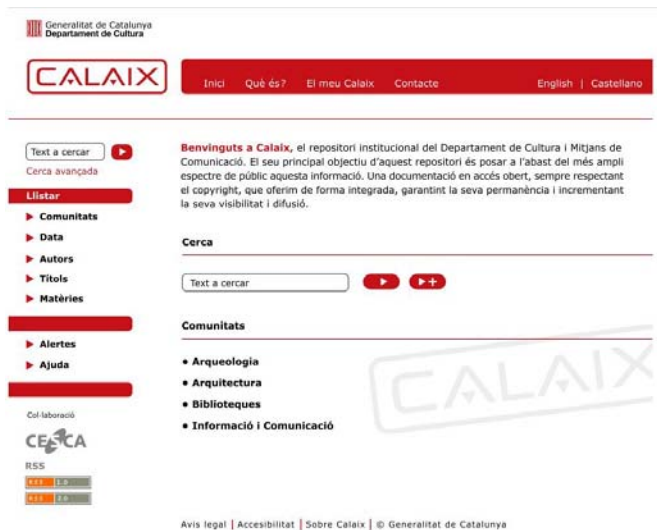 Generalitat de Catalunya
Departament de Cultura
CALAIX
Inici Què és? El meu Calaix Contacte English | Castellano
Text a cercar
Cerca avançada
Llistar
Comunitats
Data
Autors
Títols
Matèries
Alertes
Ajuda
Col·laboració
CESCA
RSS
RSS 1.0
RSS 2.0
Benvinguts a Calaix, el repositori institucional del Departament de Cultura i Mitjans de
Comunicació. El seu principal objectiu d'aquest repositori és posar a l'abast del més ampli
espectre de públic aquesta informació. Una documentació en accés obert, sempre respectant
el copyright, que oferim de forma integrada, garantint la seva permanència i incrementant
la seva visibilitat i difusió.
Cerca
Text a cercar
Comunitats
• Arqueologia
• Arquitectura
• Biblioteques
• Informació i Comunicació
CALAIX
Avis legal | Accesibilitat | Sobre Calaix | © Generalitat de Catalunya